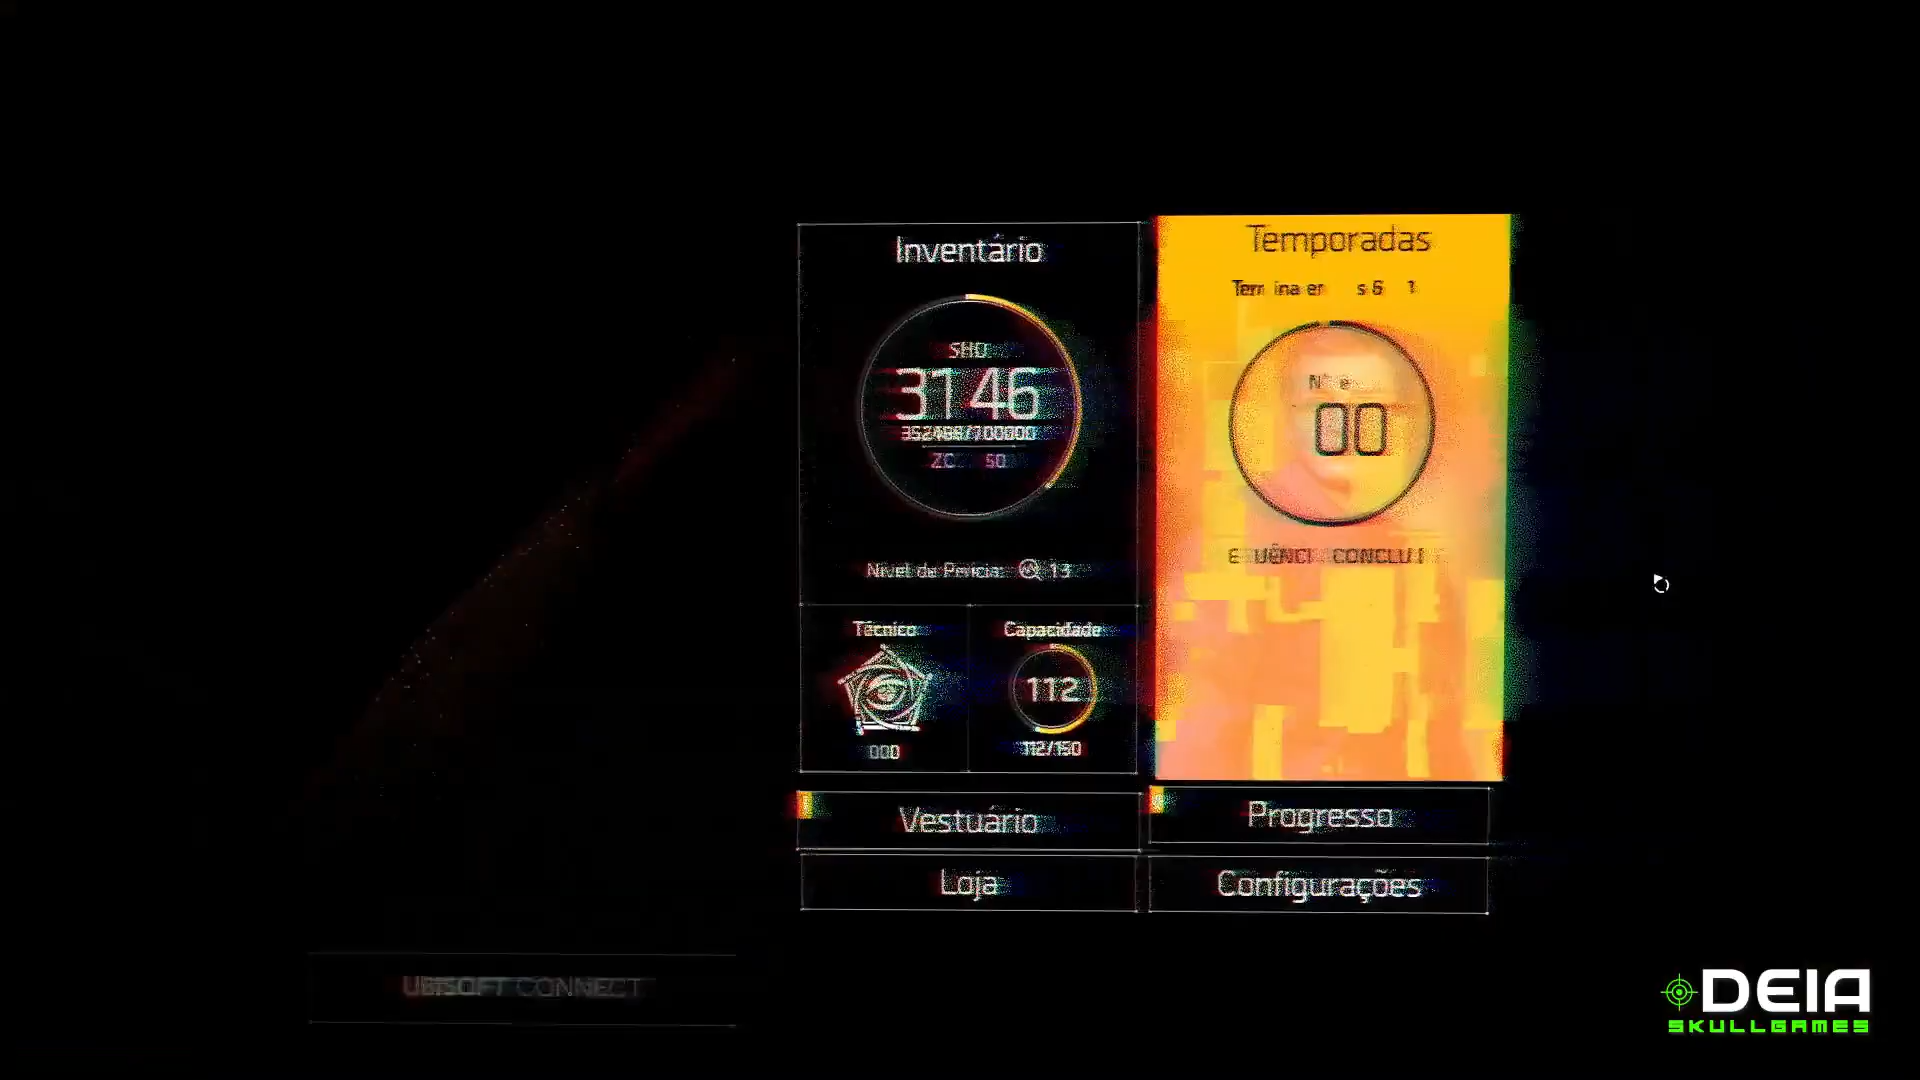 Inventário
SHD
3146
352488/700000
Nível de Perícia: 13
Técnico
000
Capacidade
112
112/150
Temporadas
00
Vestuário
Progresso
Loja
Configurações
UBISOFT CONNECT
DEIA
SKULLGAMES